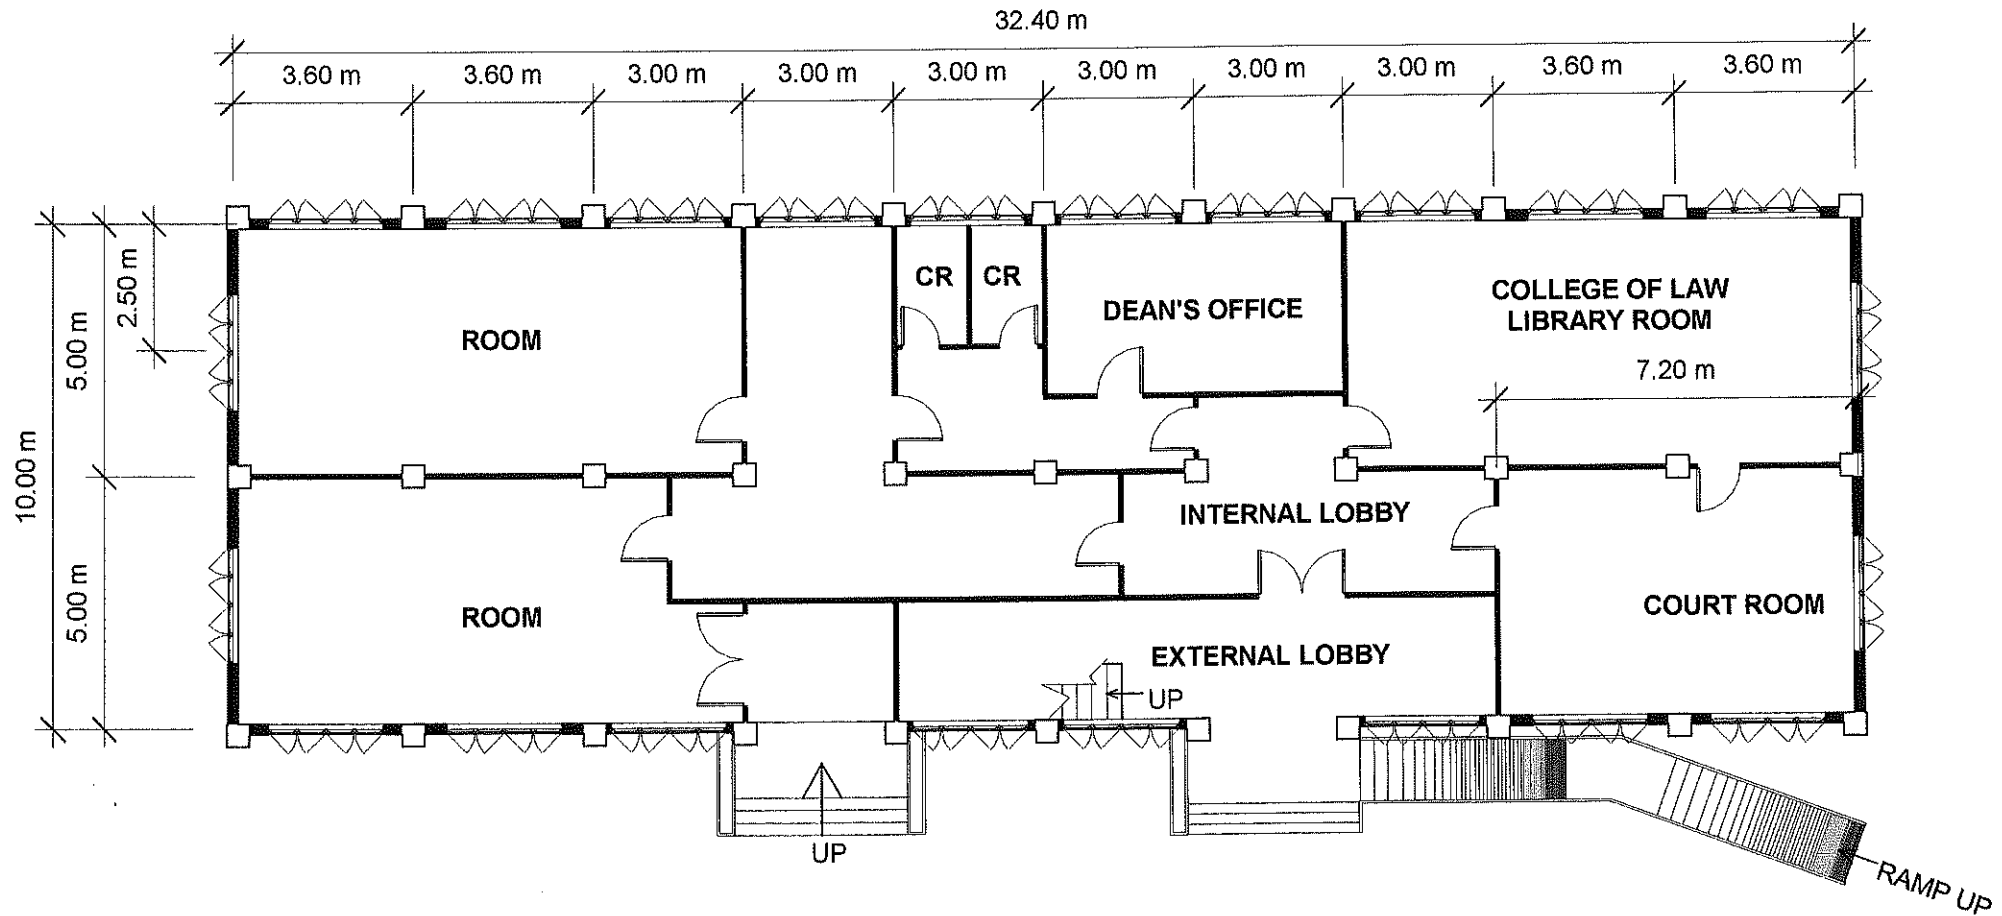 32.40 m
3.60 m
3.60 m
3.00 m
3.00 m
3.00 m
3.00 m
3.00 m
3.00 m
3.60 m
3.60 m
10.00 m
5.00 m
2.50 m
5.00 m
ROOM
CR
CR
DEAN'S OFFICE
COLLEGE OF LAW
LIBRARY ROOM
7.20 m
INTERNAL LOBBY
ROOM
COURT ROOM
EXTERNAL LOBBY
UP
UP
RAMP UP